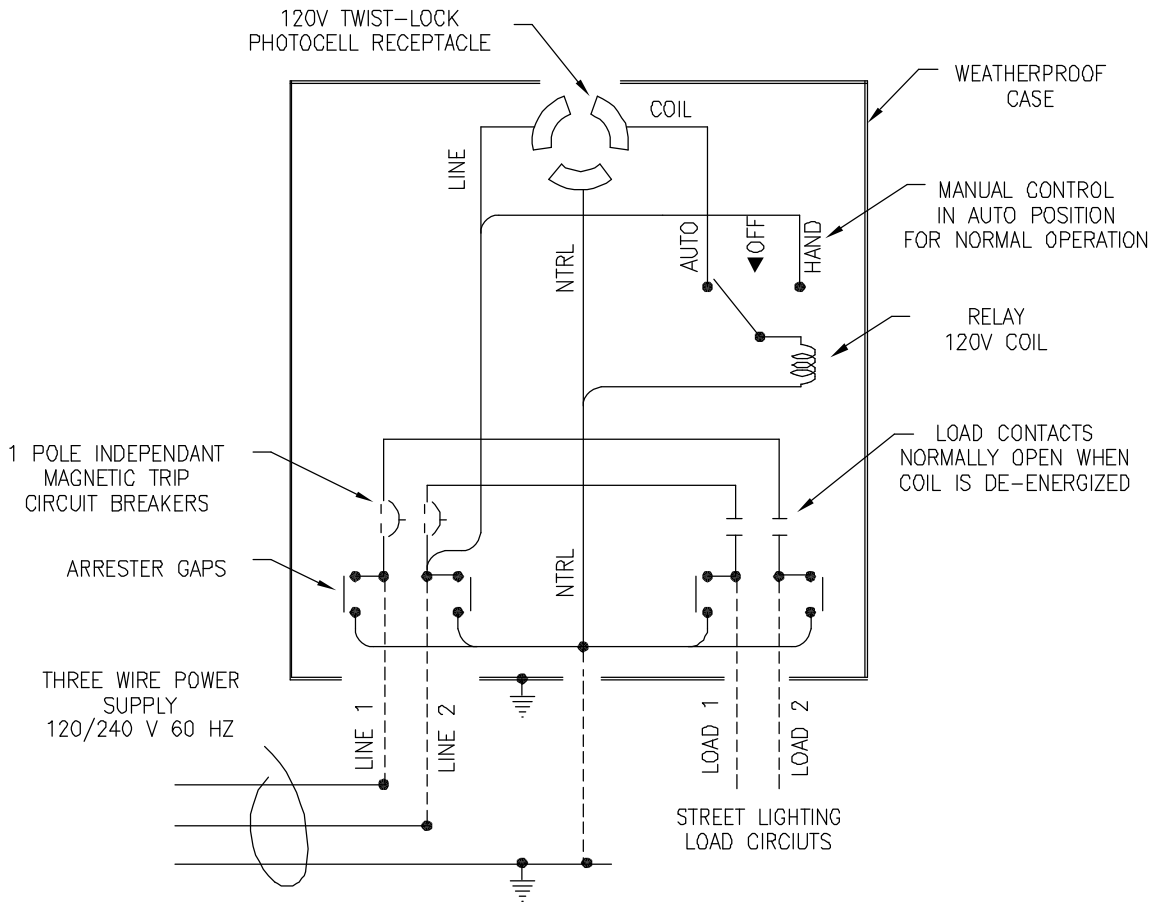 120V TWIST-LOCK
PHOTOCELL RECEPTACLE
WEATHERPROOF
CASE
COIL
LINE
MANUAL CONTROL
IN AUTO POSITION
FOR NORMAL OPERATION
AUTO
OFF
HAND
NTRL
RELAY
120V COIL
1 POLE INDEPENDANT
MAGNETIC TRIP
CIRCUIT BREAKERS
LOAD CONTACTS
NORMALLY OPEN WHEN
COIL IS DE-ENERGIZED
ARRESTER GAPS
NTRL
THREE WIRE POWER
SUPPLY
120/240 V 60 HZ
LINE 1
LINE 2
LOAD 1
LOAD 2
STREET LIGHTING
LOAD CIRCIUTS